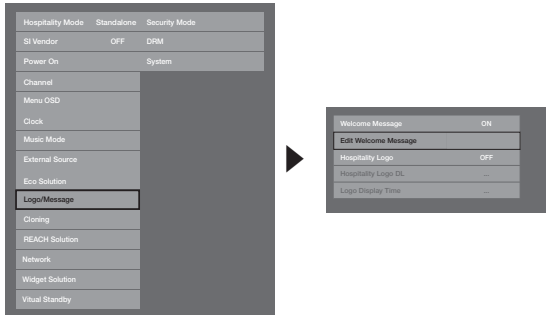 Hospitality Mode Standalone Security Mode
SI Vendor OFF DRM
Power On System
Channel
Menu OSD
Clock
Music Mode
External Source
Eco Solution
Logo/Message
Cloning
REACH Solution
Network
Widget Solution
Vitual Standby
Welcome Message ON
Edit Welcome Message
Hospitality Logo OFF
Hospitality Logo DL ...
Logo Display Time ...